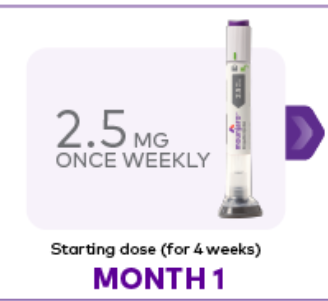 2.5 MG
ONCE WEEKLY
Starting dose (for 4 weeks)
MONTH 1